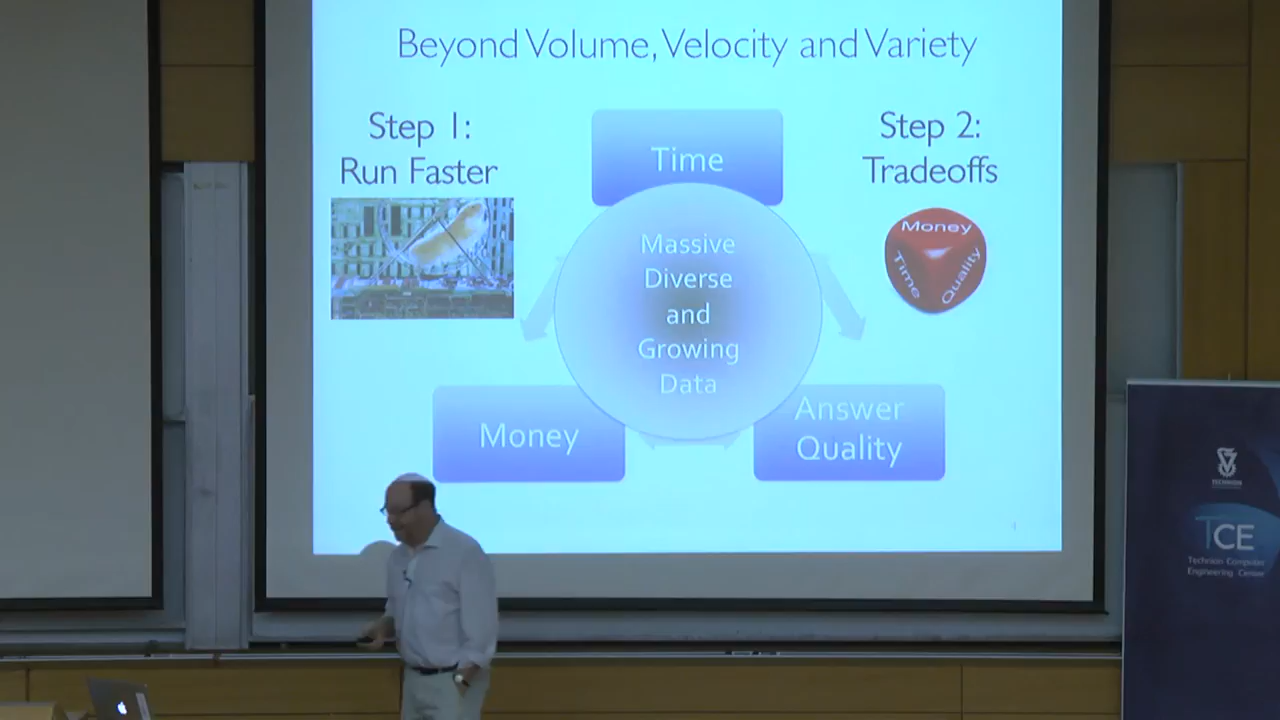 Beyond Volume, Velocity and Variety
Step 1:
Run Faster
Time
Step 2:
Tradeoffs
Massive
Diverse
and
Growing
Data
Money
Time
Quality
Money
Answer
Quality
TECHNION
TCE
Technion Computer
Engineering Center